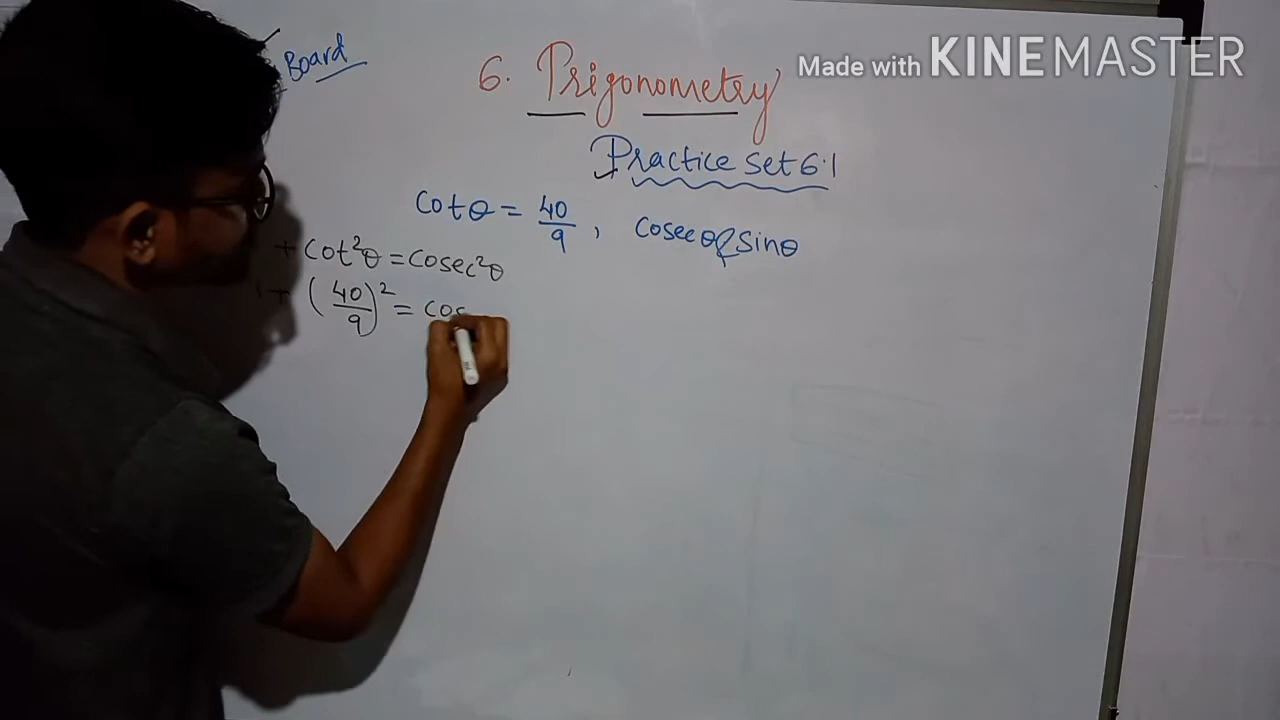 Board
6. Trigonometry
Made with KINEMASTER
Practice Set 6.1
Cot θ = 40/9 , Cosec θ & Sin θ
+ Cot²θ = Cosec²θ
1 + (40/9)² = Cos